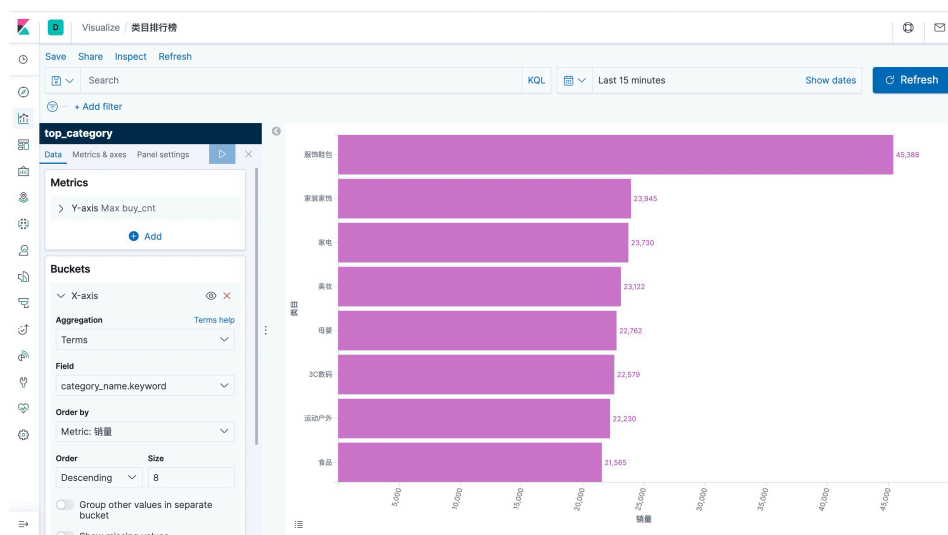 D Visualize / 类目排行榜
Save Share Inspect Refresh
Search KQL Last 15 minutes Show dates Refresh
+ Add filter
top_category
Data Metrics & axes Panel settings
Metrics
Y-axis Max buy_cnt
Add
Buckets
X-axis
Aggregation Terms help
Terms
Field
category_name.keyword
Order by
Metric: 销量
Order Size
Descending 8
Group other values in separate
bucket
Show missing values
类目
服饰鞋包 45,388
家装家饰 23,945
家电 23,730
美妆 23,122
母婴 22,762
3C数码 22,579
运动户外 22,230
食品 21,565
5,000 10,000 15,000 20,000 25,000 30,000 35,000 40,000 45,000
销量